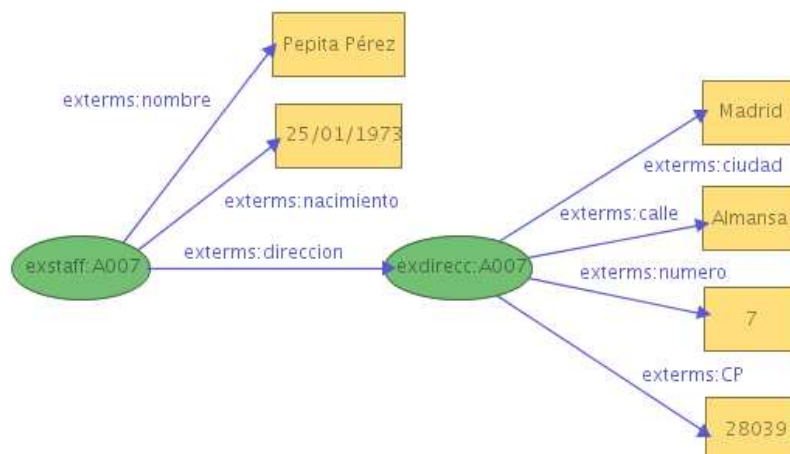 Pepita Pérez
exterms:nombre
25/01/1973
exterms:nacimiento
exstaff:A007
exterms:direccion
exdirecc:A007
Madrid
exterms:ciudad
exterms:calle
Almansa
exterms:numero
7
exterms:CP
28039